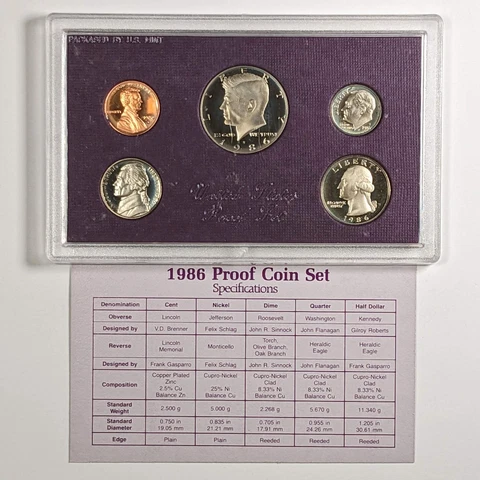 PACKAGED BY U.S. MINT
LIBERTY
IN GOD WE TRUST
1986
LIBERTY
1986
United States
Proof Set
1986 Proof Coin Set
Specifications
Denomination Cent Nickel Dime Quarter Half Dollar
Obverse Lincoln Jefferson Roosevelt Washington Kennedy
Designed by V.D. Brenner Felix Schlag John R. Sinnock John Flanagan Gilroy Roberts
Reverse Lincoln Memorial Monticello Torch, Olive Branch, Oak Branch Heraldic Eagle Heraldic Eagle
Designed by Frank Gasparro Felix Schlag John R. Sinnock John Flanagan Frank Gasparro
Composition Copper Plated Zinc 2.5% Cu Balance Zn Cupro-Nickel 25% Ni Balance Cu Cupro-Nickel Clad 8.33% Ni Balance Cu Cupro-Nickel Clad 8.33% Ni Balance Cu Cupro-Nickel Clad 8.33% Ni Balance Cu
Standard Weight 2.500 g 5.000 g 2.268 g 5.670 g 11.340 g
Standard Diameter 0.750 in 19.05 mm 0.835 in 21.21 mm 0.705 in 17.91 mm 0.955 in 24.26 mm 1.205 in 30.61 mm
Edge Plain Plain Reeded Reeded Reeded